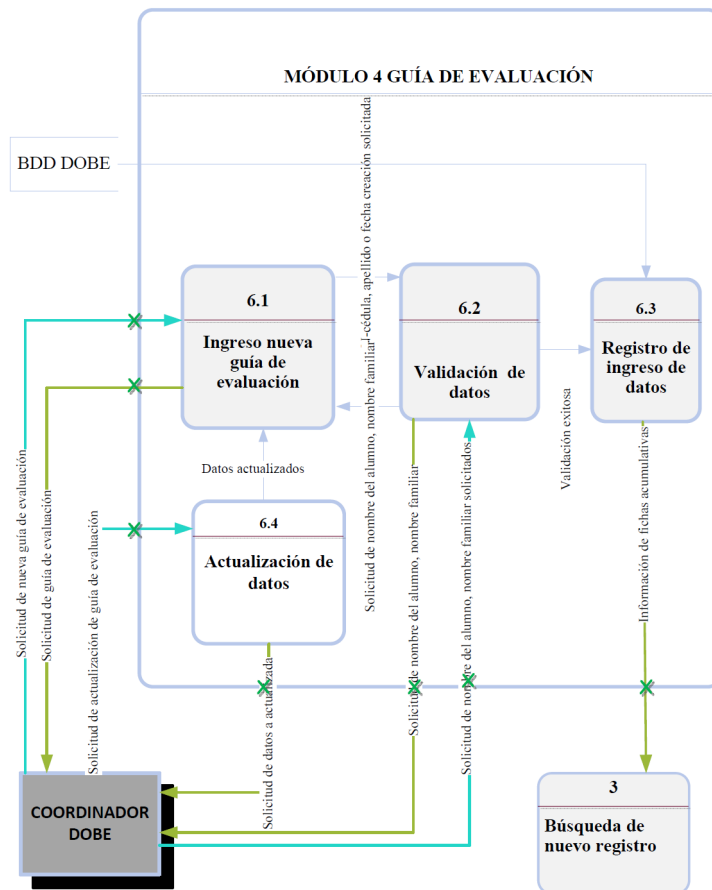 MÓDULO 4 GUÍA DE EVALUACIÓN
BDD DOBE
l-cédula, apellido o fecha creación solicitada
6.1
Ingreso nueva
guía de
evaluación
6.2
Validación de
datos
6.3
Registro de
ingreso de
datos
Solicitud de nombre del alumno, nombre familiar
Validación exitosa
Datos actualizados
6.4
Actualización de
datos
Solicitud de nueva guía de evaluación
Solicitud de guía de evaluación
Solicitud de actualización de guía de evaluación
Solicitud de datos a actualizada
Solicitud de nombre del alumno, nombre familiar
Solicitud de nombre del alumno, nombre familiar solicitados
Información de fichas acumulativas
COORDINADOR
DOBE
3
Búsqueda de
nuevo registro